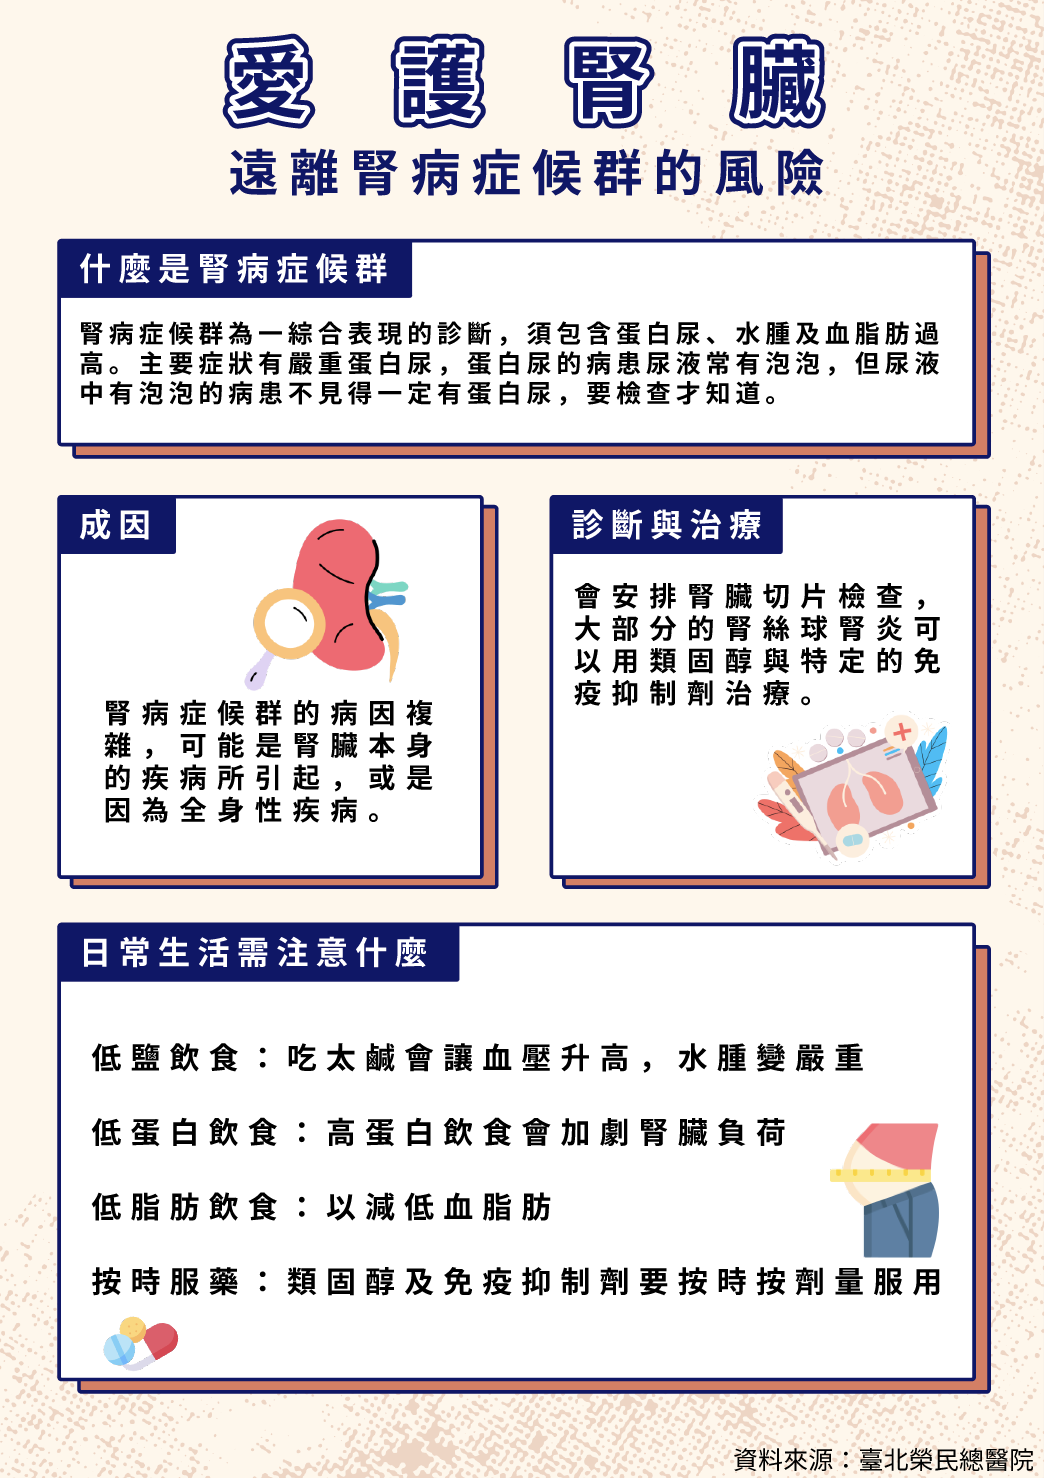 愛護腎臟
遠離腎病症候群的風險
什麼是腎病症候群
腎病症候群為一綜合表現的診斷，須包含蛋白尿、水腫及血脂肪過
高。主要症狀有嚴重蛋白尿，蛋白尿的病患尿液常有泡泡，但尿液
中有泡泡的病患不見得一定有蛋白尿，要檢查才知道。
成因
腎病症候群的病因複
雜，可能是腎臟本身
的疾病所引起，或是
因為全身性疾病。
診斷與治療
會安排腎臟切片檢查，
大部分的腎絲球腎炎可
以用類固醇與特定的免
疫抑制劑治療。
日常生活需注意什麼
低鹽飲食：吃太鹹會讓血壓升高，水腫變嚴重
低蛋白飲食：高蛋白飲食會加劇腎臟負荷
低脂肪飲食：以減低血脂肪
按時服藥：類固醇及免疫抑制劑要按時按劑量服用
資料來源：臺北榮民總醫院